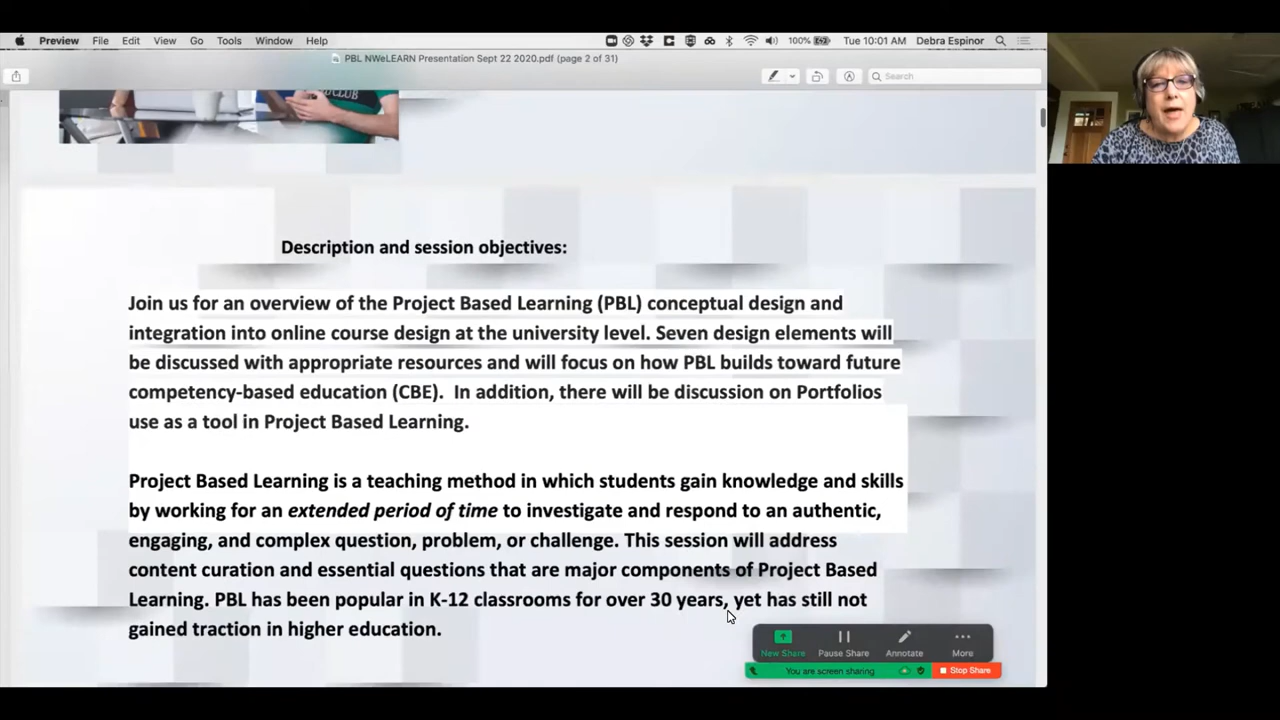 Preview File Edit View Go Tools Window Help 100% Tue 10:01 AM Debra Espinor
PBL NWeLEARN Presentation Sept 22 2020.pdf (page 2 of 31)
Search
CLUB
Description and session objectives:
Join us for an overview of the Project Based Learning (PBL) conceptual design and
integration into online course design at the university level. Seven design elements will
be discussed with appropriate resources and will focus on how PBL builds toward future
competency-based education (CBE). In addition, there will be discussion on Portfolios
use as a tool in Project Based Learning.
Project Based Learning is a teaching method in which students gain knowledge and skills
by working for an extended period of time to investigate and respond to an authentic,
engaging, and complex question, problem, or challenge. This session will address
content curation and essential questions that are major components of Project Based
Learning. PBL has been popular in K-12 classrooms for over 30 years, yet has still not
gained traction in higher education.
New Share Pause Share Annotate More
You are screen sharing Stop Share